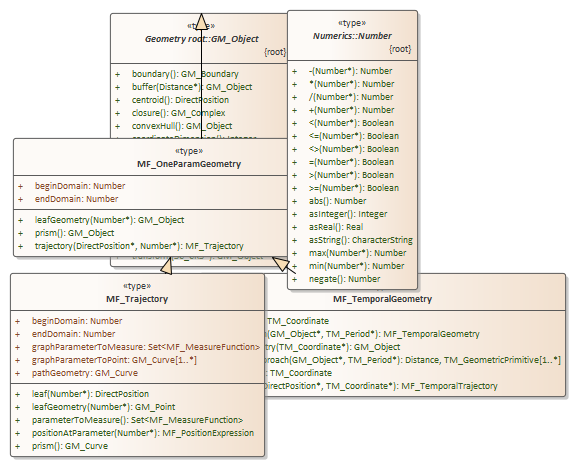 «type»
Geometry root::GM_Object
{root}
+ boundary(): GM_Boundary
+ buffer(Distance*): GM_Object
+ centroid(): DirectPosition
+ closure(): GM_Complex
+ convexHull(): GM_Object
«type»
Numerics::Number
{root}
+ -(Number*): Number
+ *(Number*): Number
+ /(Number*): Number
+ +(Number*): Number
+ <(Number*): Boolean
+ <=(Number*): Boolean
+ <>(Number*): Boolean
+ =(Number*): Boolean
+ >(Number*): Boolean
+ >=(Number*): Boolean
+ abs(): Number
+ asInteger(): Integer
+ asReal(): Real
+ asString(): CharacterString
+ max(Number*): Number
+ min(Number*): Number
+ negate(): Number
«type»
MF_OneParamGeometry
+ beginDomain: Number
+ endDomain: Number
+ leafGeometry(Number*): GM_Object
+ prism(): GM_Object
+ trajectory(DirectPosition*, Number*): MF_Trajectory
«type»
MF_Trajectory
+ beginDomain: Number
+ endDomain: Number
+ graphParameterToMeasure: Set<MF_MeasureFunction>
+ graphParameterToPoint: GM_Curve[1..*]
+ pathGeometry: GM_Curve
+ leaf(Number*): DirectPosition
+ leafGeometry(Number*): GM_Point
+ parameterToMeasure(): Set<MF_MeasureFunction>
+ positionAtParameter(Number*): MF_PositionExpression
+ prism(): GM_Curve
MF_TemporalGeometry
TM_Coordinate
(GM_Object*, TM_Period*): MF_TemporalGeometry
try(TM_Coordinate*): GM_Object
roach(GM_Object*, TM_Period*): Distance, TM_GeometricPrimitive[1..*]
: TM_Coordinate
DirectPosition*, TM_Coordinate*): MF_TemporalTrajectory